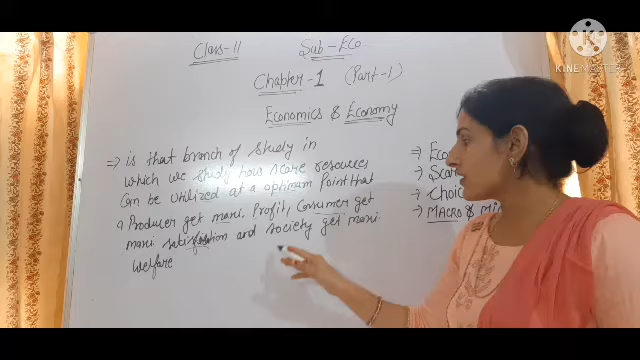 Class-11 Sub-Eco
Chapter-1 (Part-1)
Economics & Economy
⇒ is that branch of study in
which we study how scare resources
Can be utilized at a optimam Point that
a Producer get maxi. Profit, Consumer get
maxi satisfaction and society get maxi.
welfare
⇒ Eco
⇒ Scar
⇒ Choic
⇒ MACRO & MI
KINEMASTER